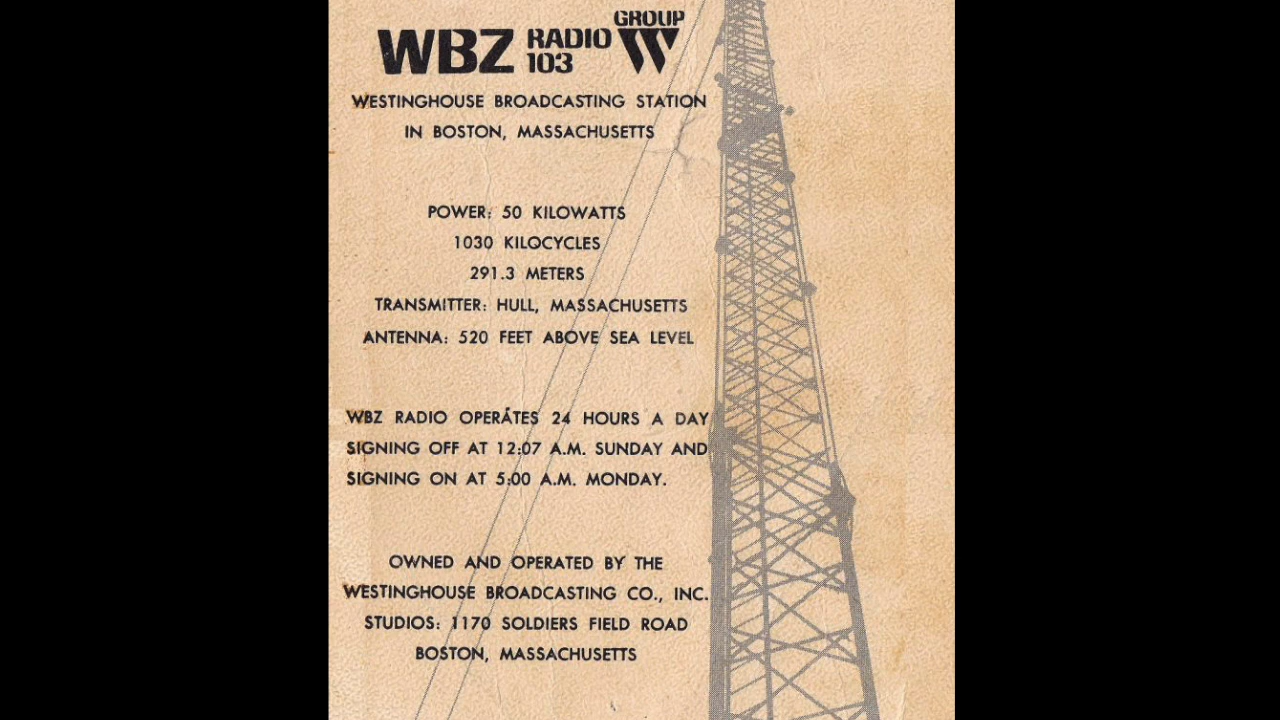 WBZ RADIO 103 GROUP W
WESTINGHOUSE BROADCASTING STATION
IN BOSTON, MASSACHUSETTS
POWER: 50 KILOWATTS
1030 KILOCYCLES
291.3 METERS
TRANSMITTER: HULL, MASSACHUSETTS
ANTENNA: 520 FEET ABOVE SEA LEVEL
WBZ RADIO OPERATES 24 HOURS A DAY
SIGNING OFF AT 12:07 A.M. SUNDAY AND
SIGNING ON AT 5:00 A.M. MONDAY.
OWNED AND OPERATED BY THE
WESTINGHOUSE BROADCASTING CO., INC.
STUDIOS: 1170 SOLDIERS FIELD ROAD
BOSTON, MASSACHUSETTS